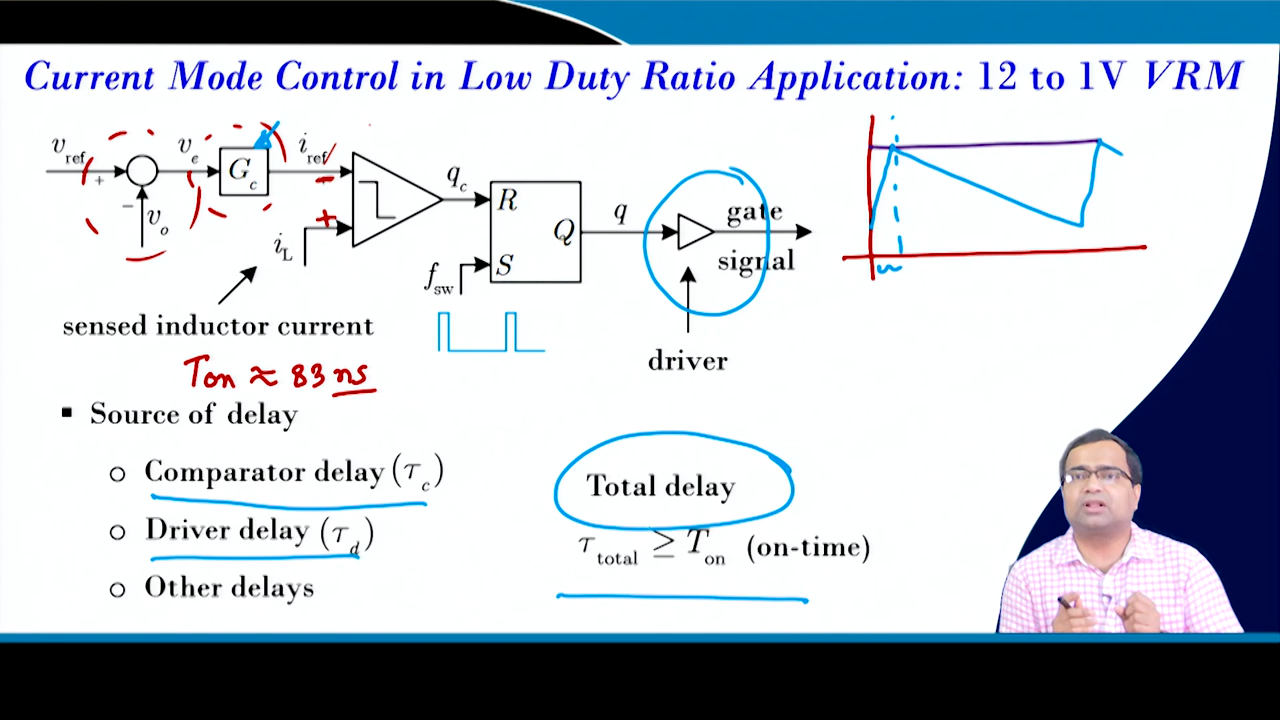 Current Mode Control in Low Duty Ratio Application: 12 to 1V VRM
v_ref
+
−
v_o
v_e
G_c
i_ref
−
+
i_L
q_c
R
S
Q
f_sw
q
gate
signal
sensed inductor current
driver
Ton ≈ 83 ns
▪ Source of delay
○ Comparator delay (τ_c)
○ Driver delay (τ_d)
○ Other delays
Total delay
τ_total ≥ T_on (on-time)